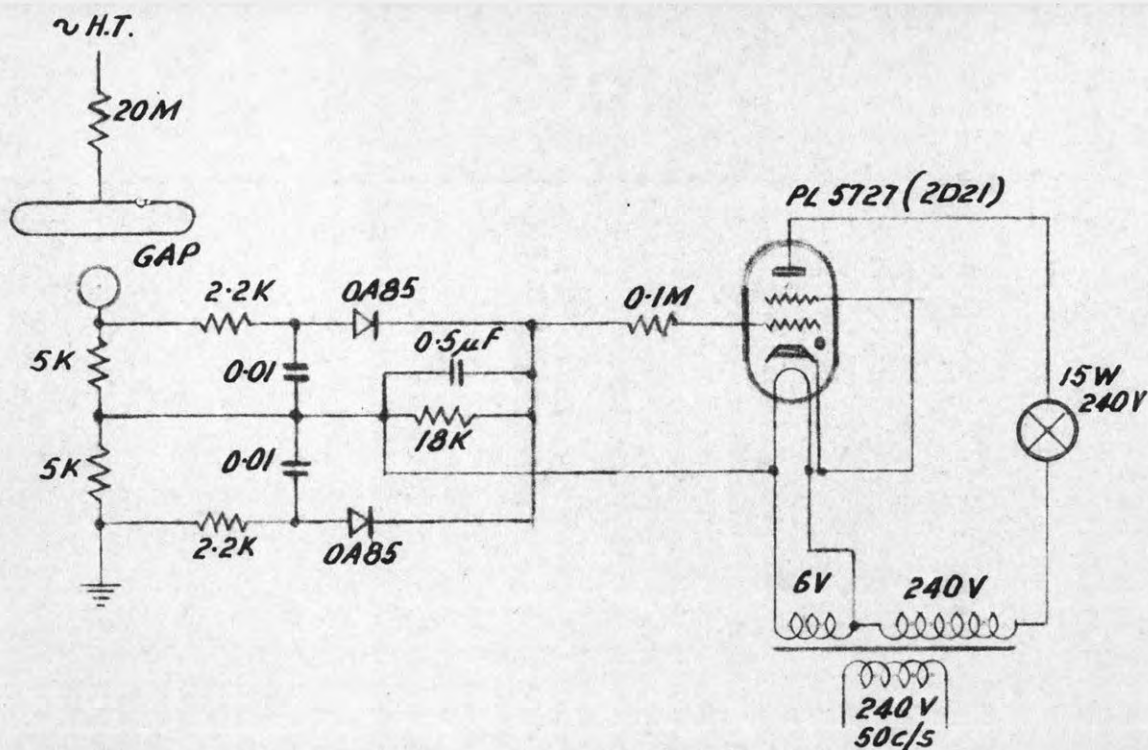 ~ H.T.
20M
GAP
PL 5727 (2D21)
2.2K
OA85
0.1M
0.5µF
5K
0.01
18K
15W
240V
5K
0.01
2.2K
OA85
6V
240V
240V
50c/s